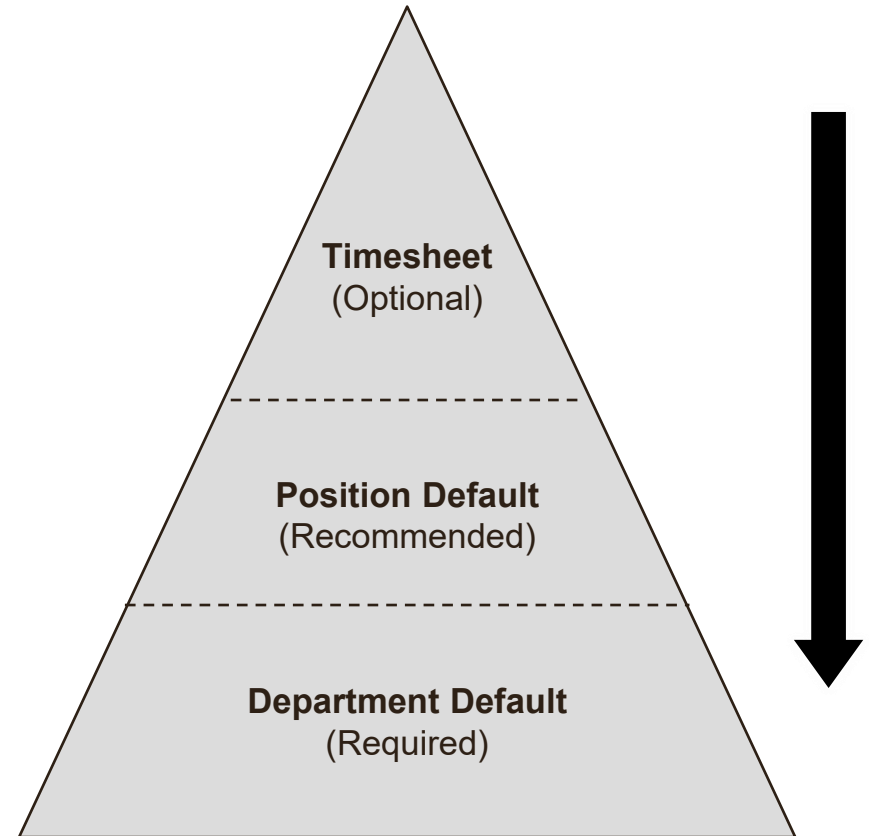 Timesheet
(Optional)
Position Default
(Recommended)
Department Default
(Required)